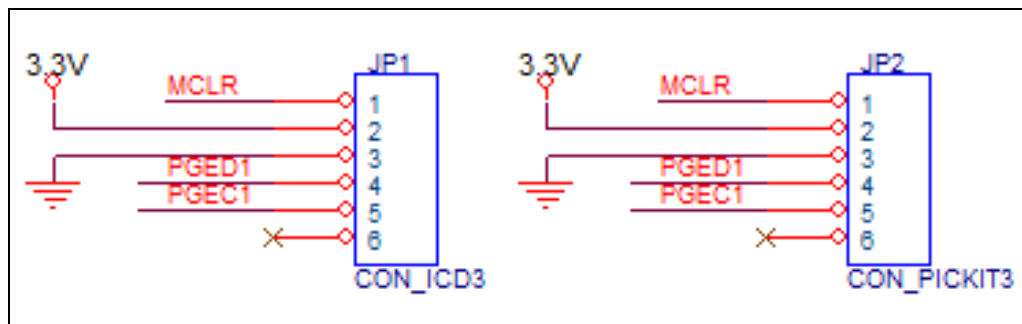 3.3V
JP1
MCLR
1
2
3
PGED1
4
PGEC1
5
6
CON_ICD3
3.3V
JP2
MCLR
1
2
3
PGED1
4
PGEC1
5
6
CON_PICKIT3